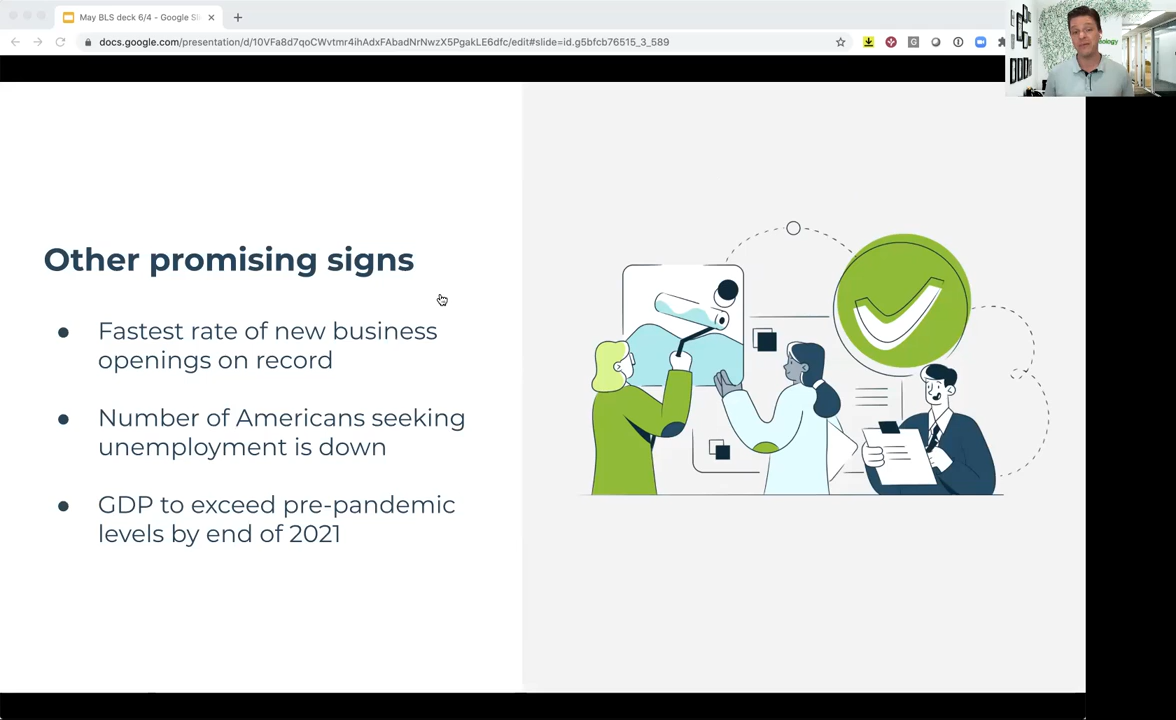 May BLS deck 6/4 - Google Sli
docs.google.com/presentation/d/10VFa8d7qoCWvtmr4ihAdxFAbadNrNwzX5PgakLE6dfc/edit#slide=id.g5bfcb76515_3_589
nology
Other promising signs
Fastest rate of new business
openings on record
Number of Americans seeking
unemployment is down
GDP to exceed pre-pandemic
levels by end of 2021